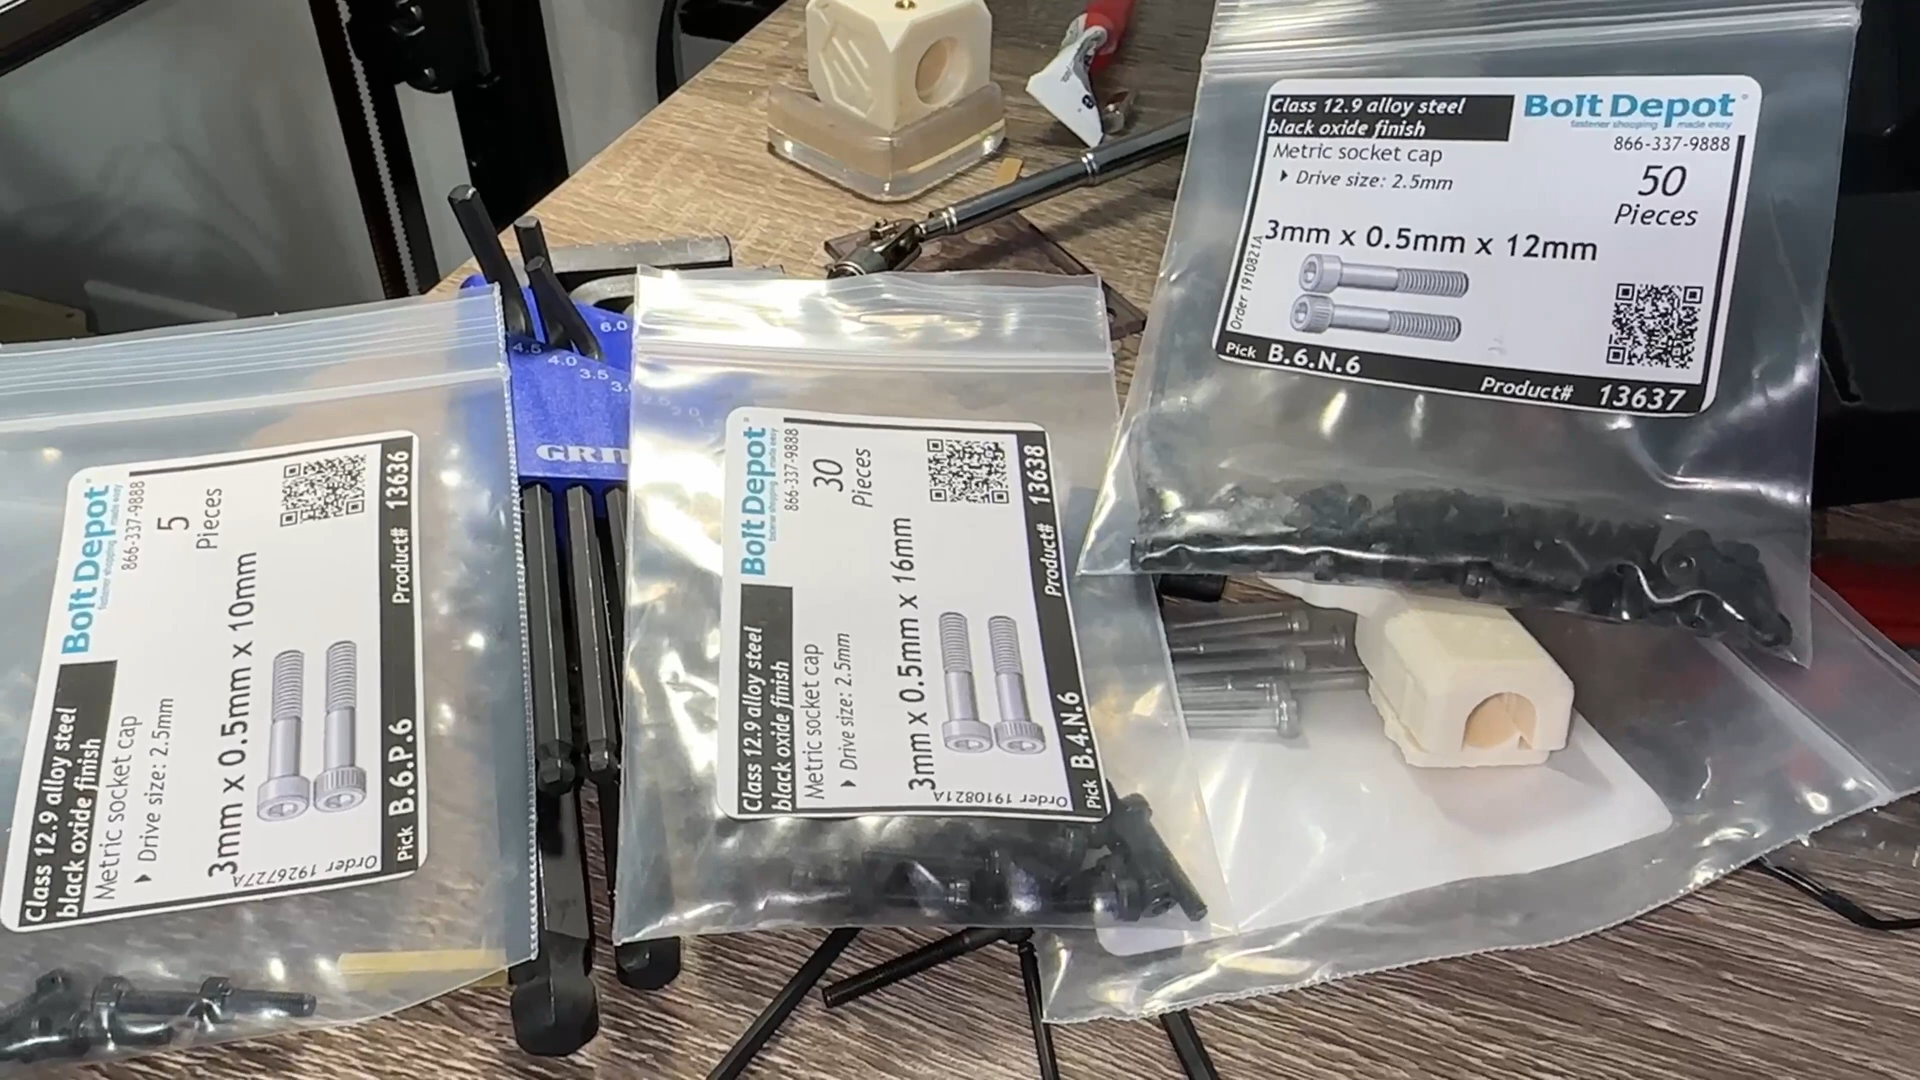 Bolt Depot
fastener shopping made easy
866-337-9888
5
Pieces
Class 12.9 alloy steel
black oxide finish
Metric socket cap
Drive size: 2.5mm
3mm x 0.5mm x 10mm
Order 1926727A
Pick B.6.P.6
Product# 13636
6.0
4.5
4.0
3.5
3.
2.5
2.0
GRI
Bolt Depot
fastener shopping made easy
866-337-9888
30
Pieces
Class 12.9 alloy steel
black oxide finish
Metric socket cap
Drive size: 2.5mm
3mm x 0.5mm x 16mm
Order 1910821A
Pick B.4.N.6
Product# 13638
Class 12.9 alloy steel
black oxide finish
Bolt Depot
fastener shopping made easy
866-337-9888
Metric socket cap
Drive size: 2.5mm
50
Pieces
3mm x 0.5mm x 12mm
Order 1910821A
Pick B.6.N.6
Product# 13637